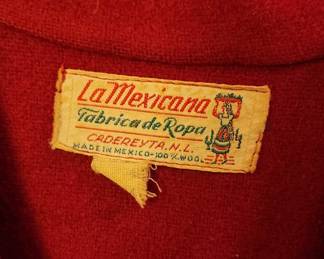 La Mexicana
Fabrica de Ropa
CADEREYTA, N.L.
MADE IN MEXICO-100% WOOL